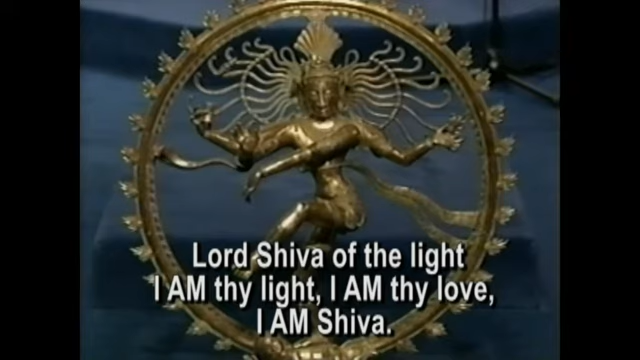 Lord Shiva of the light
I AM thy light, I AM thy love,
I AM Shiva.